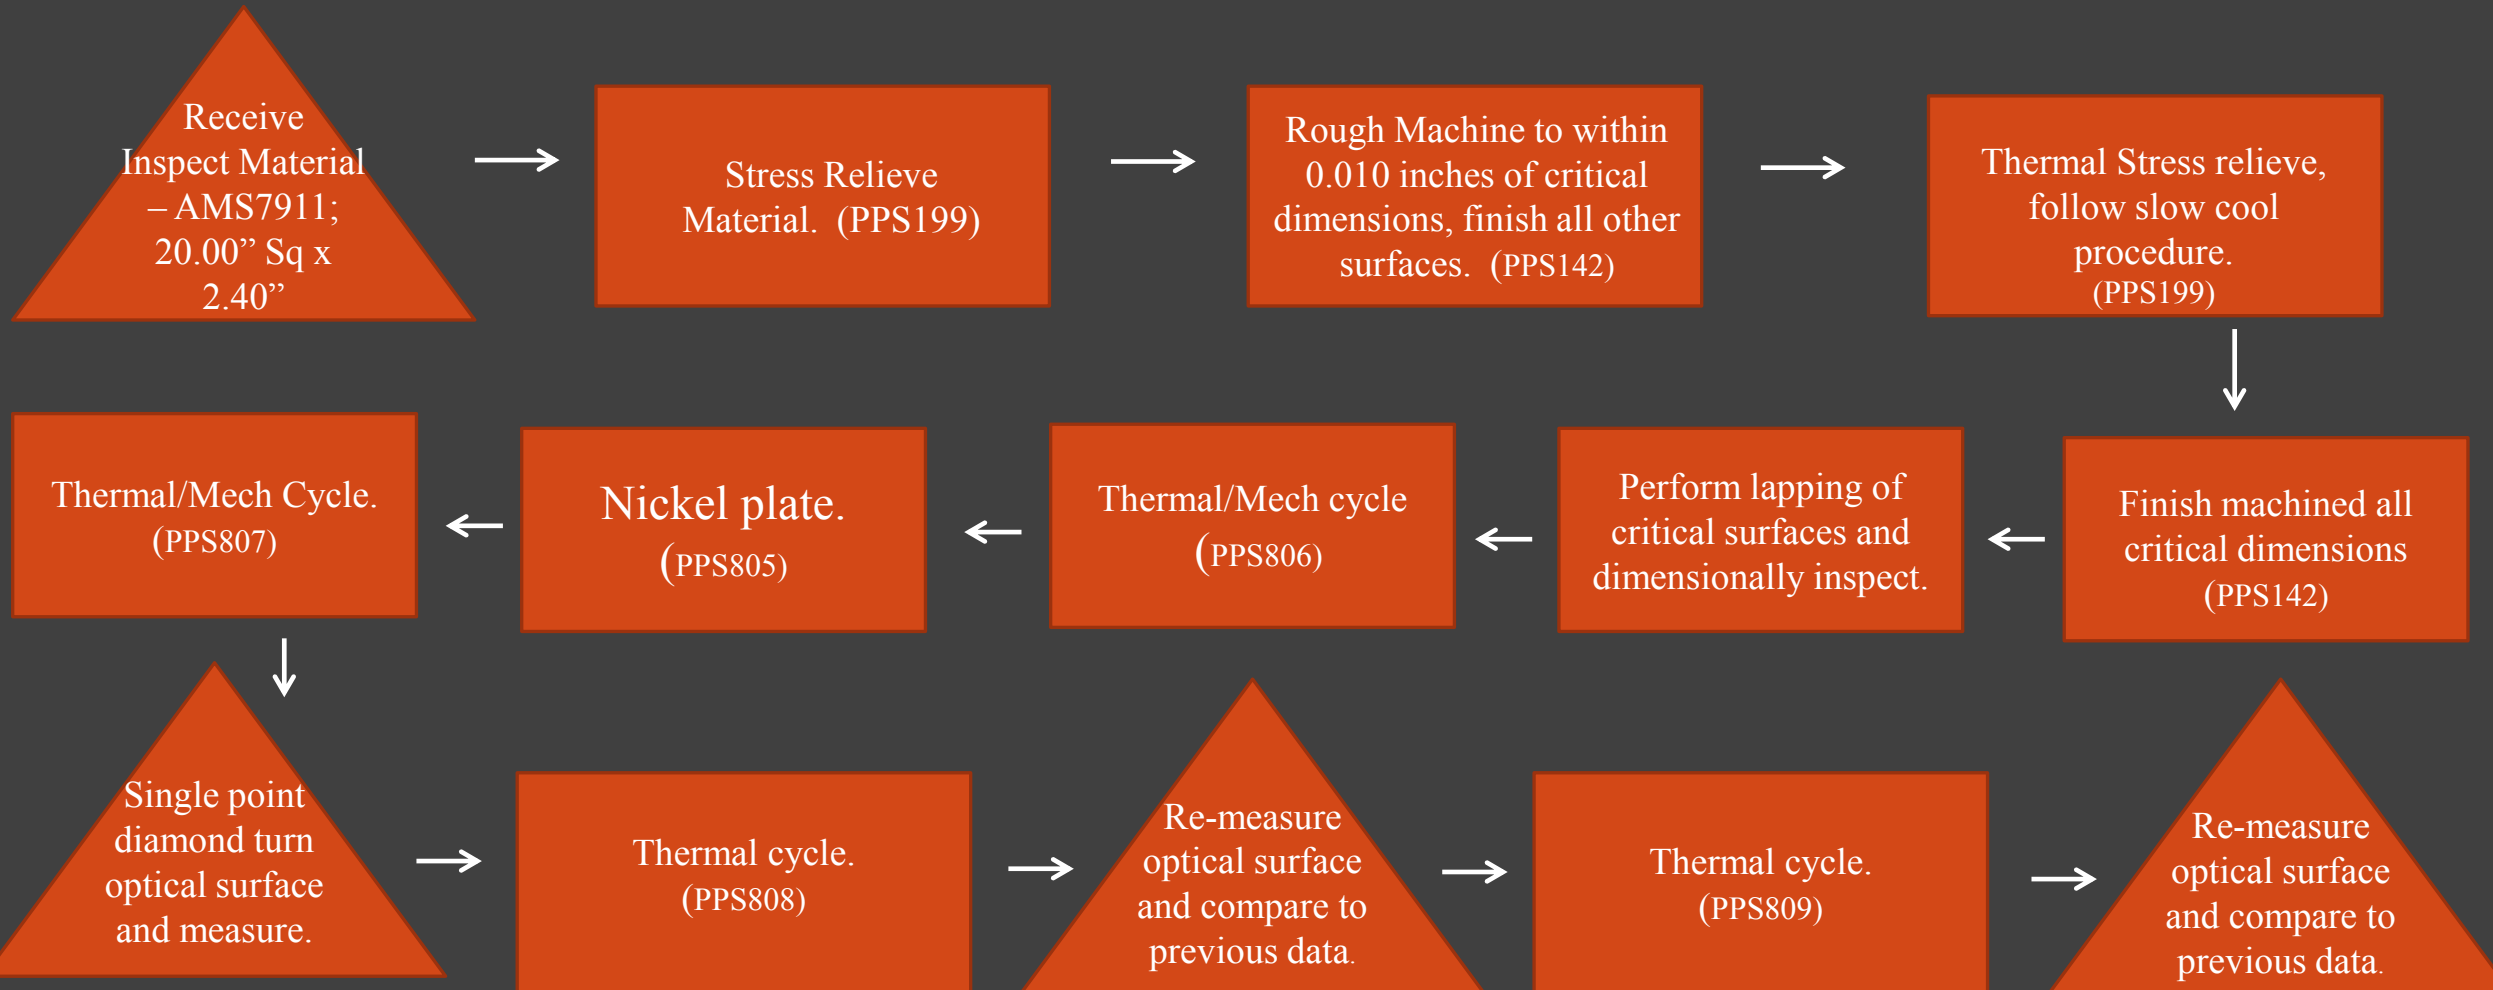 Receive
Inspect Material
– AMS7911;
20.00” Sq x
2.40”
Stress Relieve
Material.  (PPS199)
Rough Machine to within
0.010 inches of critical
dimensions, finish all other
surfaces.  (PPS142)
Thermal Stress relieve,
follow slow cool
procedure.
(PPS199)
Finish machined all
critical dimensions
(PPS142)
Perform lapping of
critical surfaces and
dimensionally inspect.
Thermal/Mech cycle
(PPS806)
Nickel plate.
(PPS805)
Thermal/Mech Cycle.
(PPS807)
Single point
diamond turn
optical surface
and measure.
Thermal cycle.
(PPS808)
Re-measure
optical surface
and compare to
previous data.
Thermal cycle.
(PPS809)
Re-measure
optical surface
and compare to
previous data.